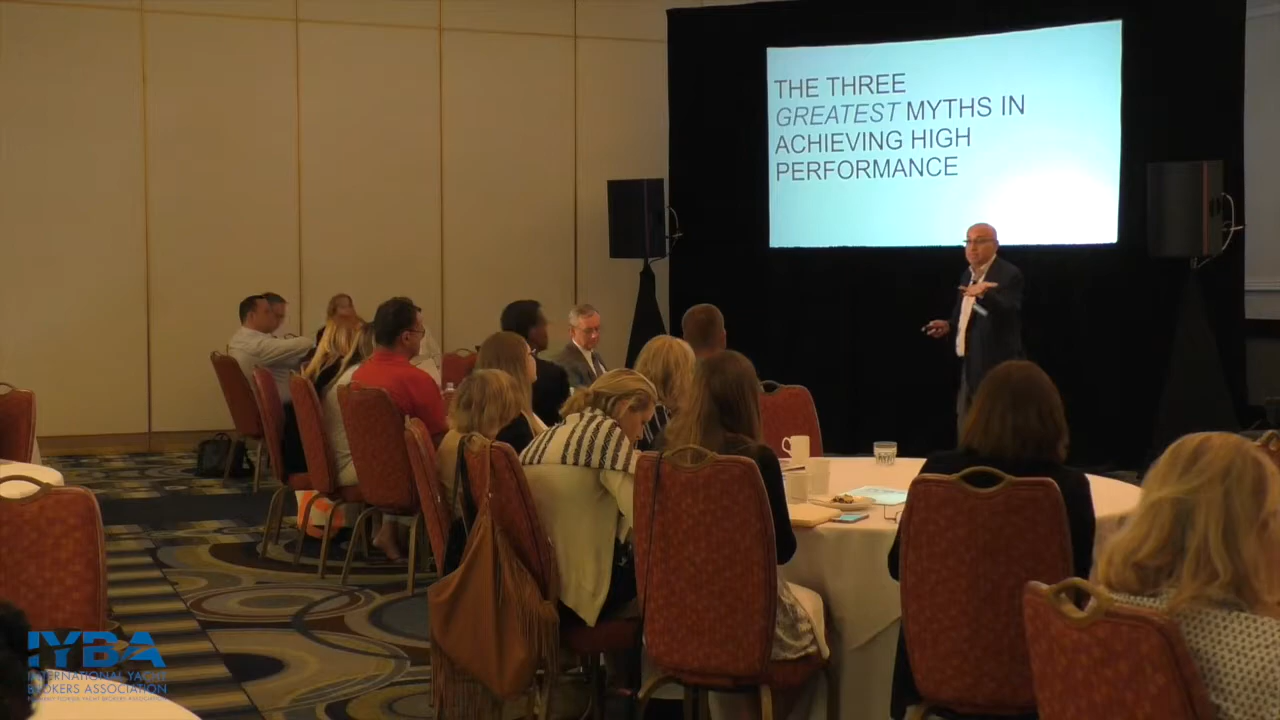 THE THREE
GREATEST MYTHS IN
ACHIEVING HIGH
PERFORMANCE
IYBA
INTERNATIONAL YACHT
BROKERS ASSOCIATION